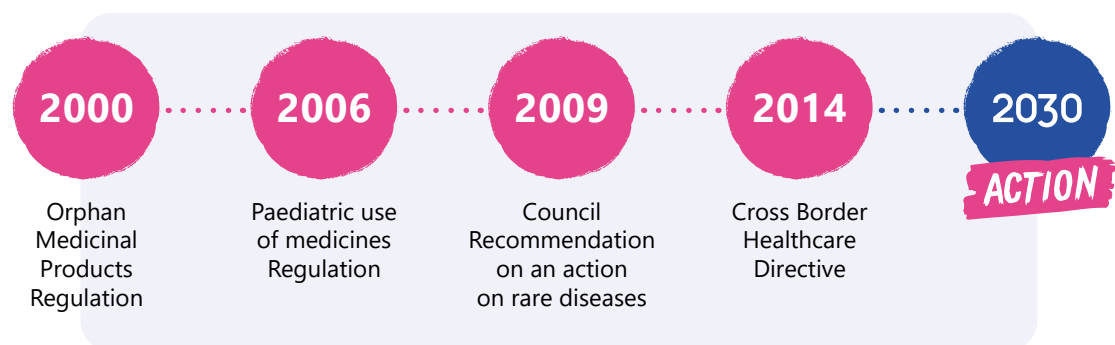 2000
Orphan
Medicinal
Products
Regulation
2006
Paediatric use
of medicines
Regulation
2009
Council
Recommendation
on an action
on rare diseases
2014
Cross Border
Healthcare
Directive
2030
ACTION